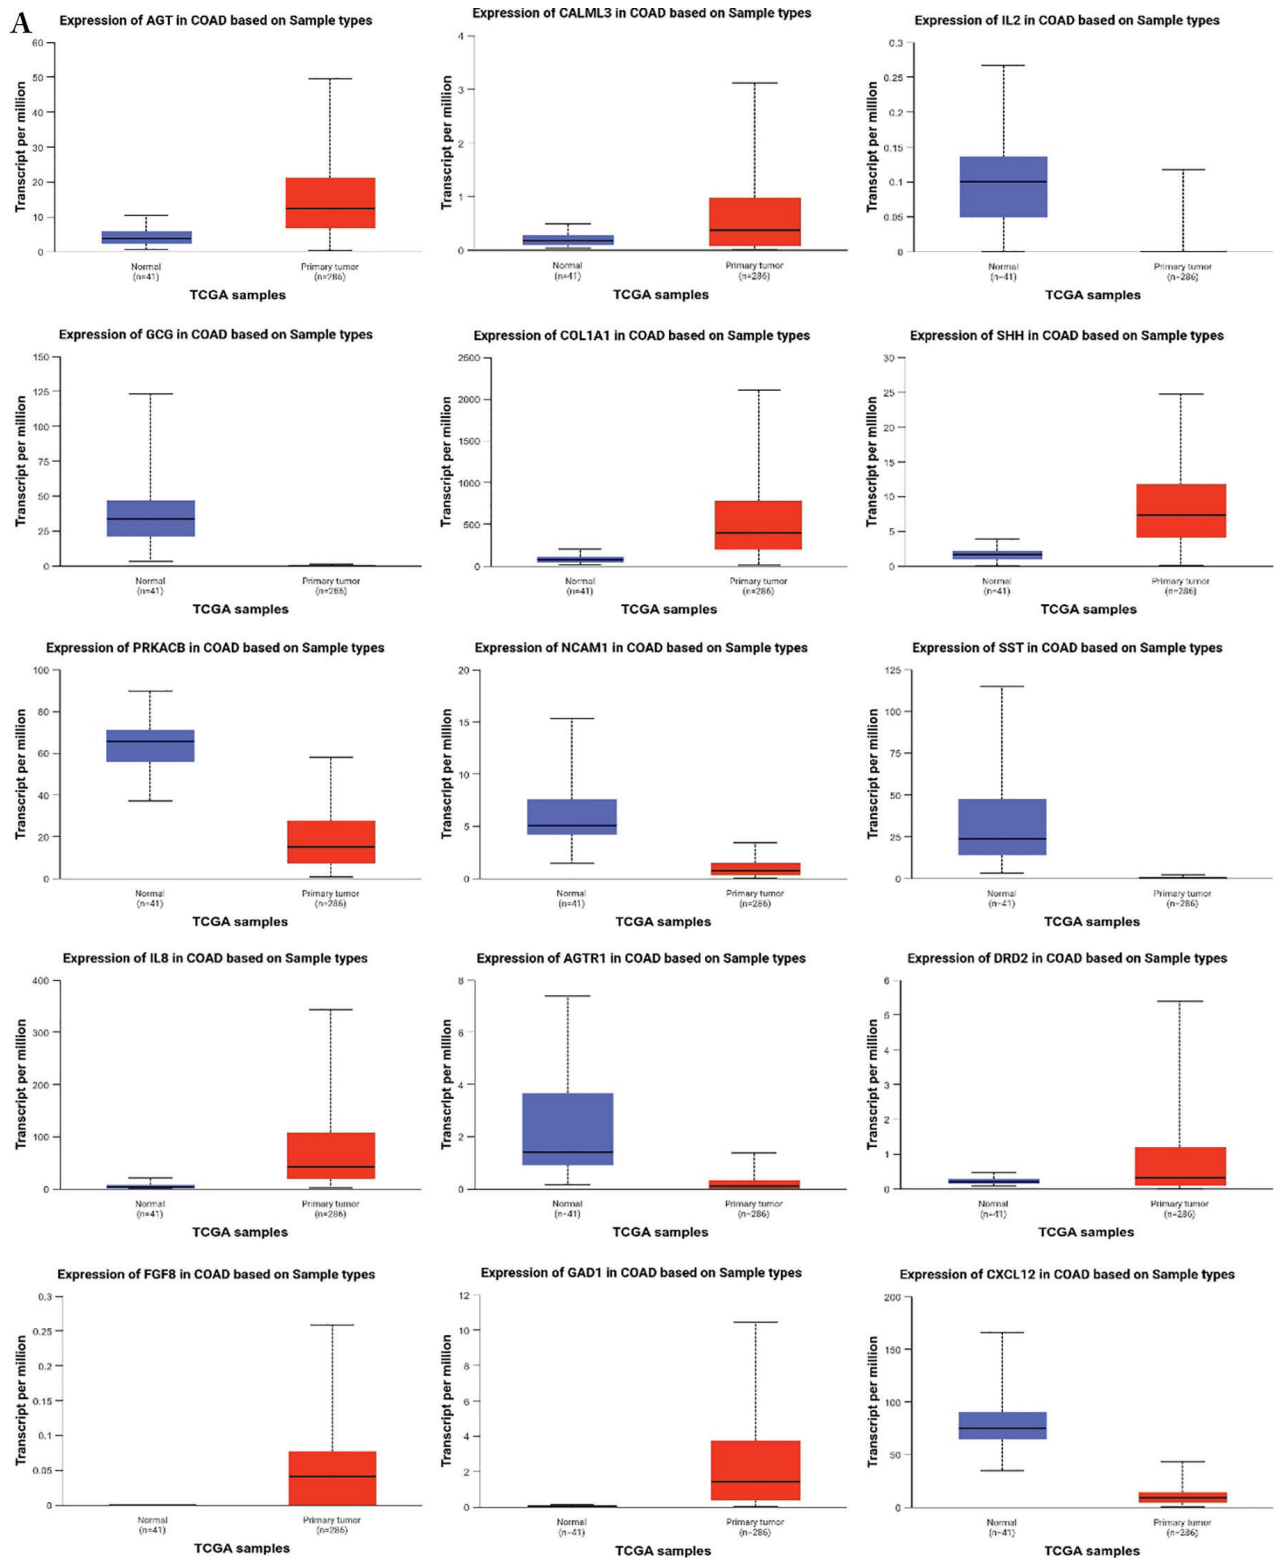 A
Expression of AGT in COAD based on Sample types
Transcript per million
60
50
40
30
20
10
0
Normal
(n=41)
Primary tumor
(n=286)
TCGA samples
Expression of CALML3 in COAD based on Sample types
Transcript per million
4
3
2
1
0
Normal
(n=41)
Primary tumor
(n=286)
TCGA samples
Expression of IL2 in COAD based on Sample types
Transcript per million
0.3
0.25
0.2
0.15
0.1
0.05
0
Normal
(n=41)
Primary tumor
(n=286)
TCGA samples
Expression of GCG in COAD based on Sample types
Transcript per million
150
125
100
75
50
25
0
Normal
(n=41)
Primary tumor
(n=286)
TCGA samples
Expression of COL1A1 in COAD based on Sample types
Transcript per million
2500
2000
1500
1000
500
0
Normal
(n=41)
Primary tumor
(n=286)
TCGA samples
Expression of SHH in COAD based on Sample types
Transcript per million
30
25
20
15
10
5
0
Normal
(n=41)
Primary tumor
(n=286)
TCGA samples
Expression of PRKACB in COAD based on Sample types
Transcript per million
100
80
60
40
20
0
Normal
(n=41)
Primary tumor
(n=286)
TCGA samples
Expression of NCAM1 in COAD based on Sample types
Transcript per million
20
15
10
5
0
Normal
(n=41)
Primary tumor
(n=286)
TCGA samples
Expression of SST in COAD based on Sample types
Transcript per million
125
100
75
50
25
0
Normal
(n=41)
Primary tumor
(n=286)
TCGA samples
Expression of IL8 in COAD based on Sample types
Transcript per million
400
300
200
100
0
Normal
(n=41)
Primary tumor
(n=286)
TCGA samples
Expression of AGTR1 in COAD based on Sample types
Transcript per million
8
6
4
2
0
Normal
(n=41)
Primary tumor
(n=286)
TCGA samples
Expression of DRD2 in COAD based on Sample types
Transcript per million
6
5
4
3
2
1
0
Normal
(n=41)
Primary tumor
(n=286)
TCGA samples
Expression of FGF8 in COAD based on Sample types
Transcript per million
0.3
0.25
0.2
0.15
0.1
0.05
0
Normal
(n=41)
Primary tumor
(n=286)
TCGA samples
Expression of GAD1 in COAD based on Sample types
Transcript per million
12
10
8
6
4
2
0
Normal
(n=41)
Primary tumor
(n=286)
TCGA samples
Expression of CXCL12 in COAD based on Sample types
Transcript per million
200
150
100
50
0
Normal
(n=41)
Primary tumor
(n=286)
TCGA samples